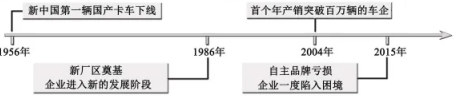 新中国第一辆国产卡车下线
首个年产销突破百万辆的车企
1956年
1986年
2004年
2015年
新厂区奠基
企业进入新的发展阶段
自主品牌亏损
企业一度陷入困境